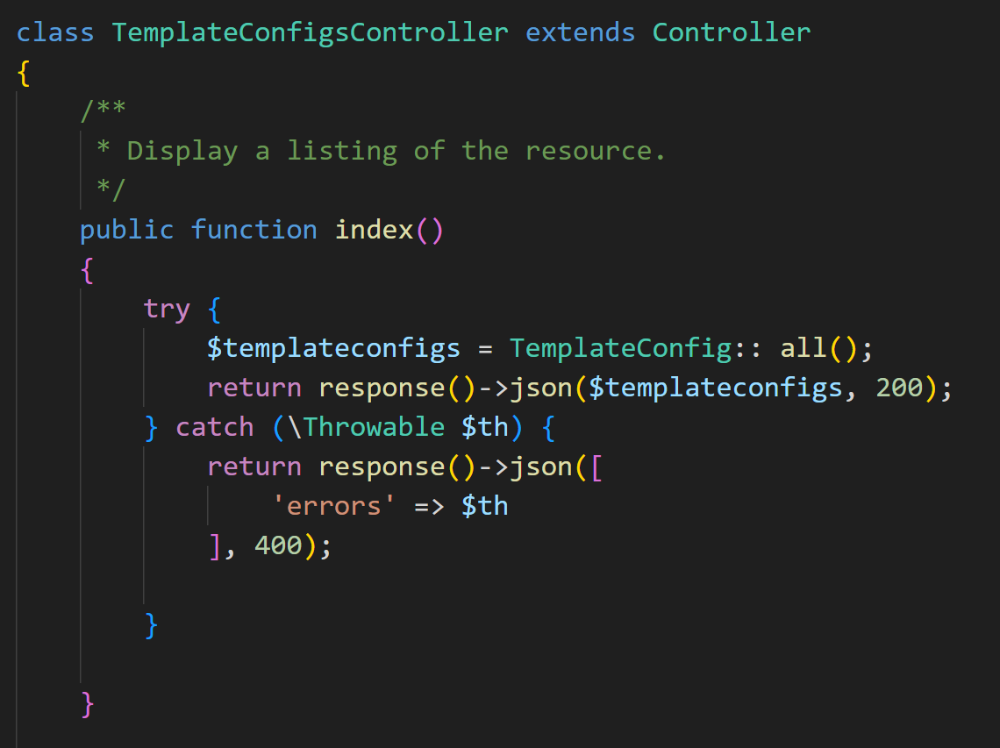 class TemplateConfigsController extends Controller
{
    /**
     * Display a listing of the resource.
     */
    public function index()
    {
        try {
            $templateconfigs = TemplateConfig:: all();
            return response()->json($templateconfigs, 200);
        } catch (\Throwable $th) {
            return response()->json([
                'errors' => $th
            ], 400);
        }
    }